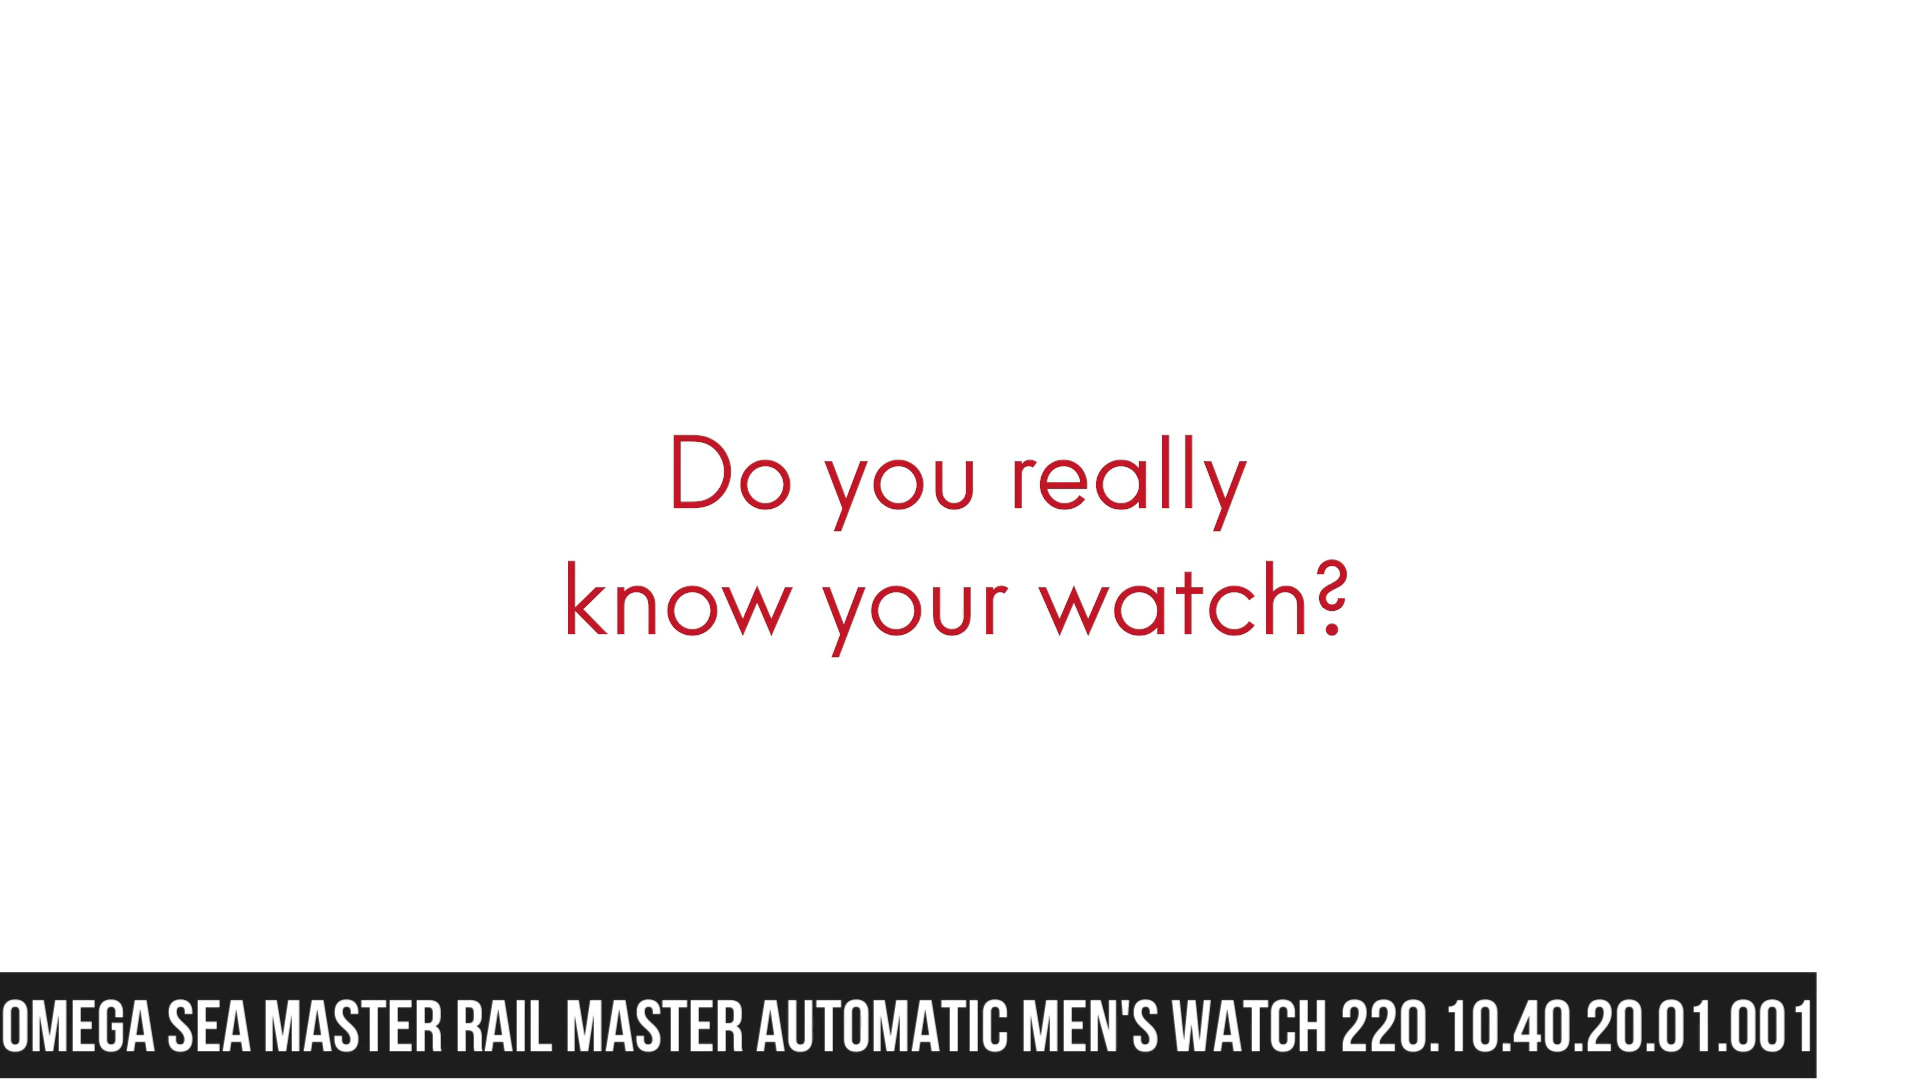 Do you really
know your watch?
OMEGA SEA MASTER RAIL MASTER AUTOMATIC MEN'S WATCH 220.10.40.20.01.001